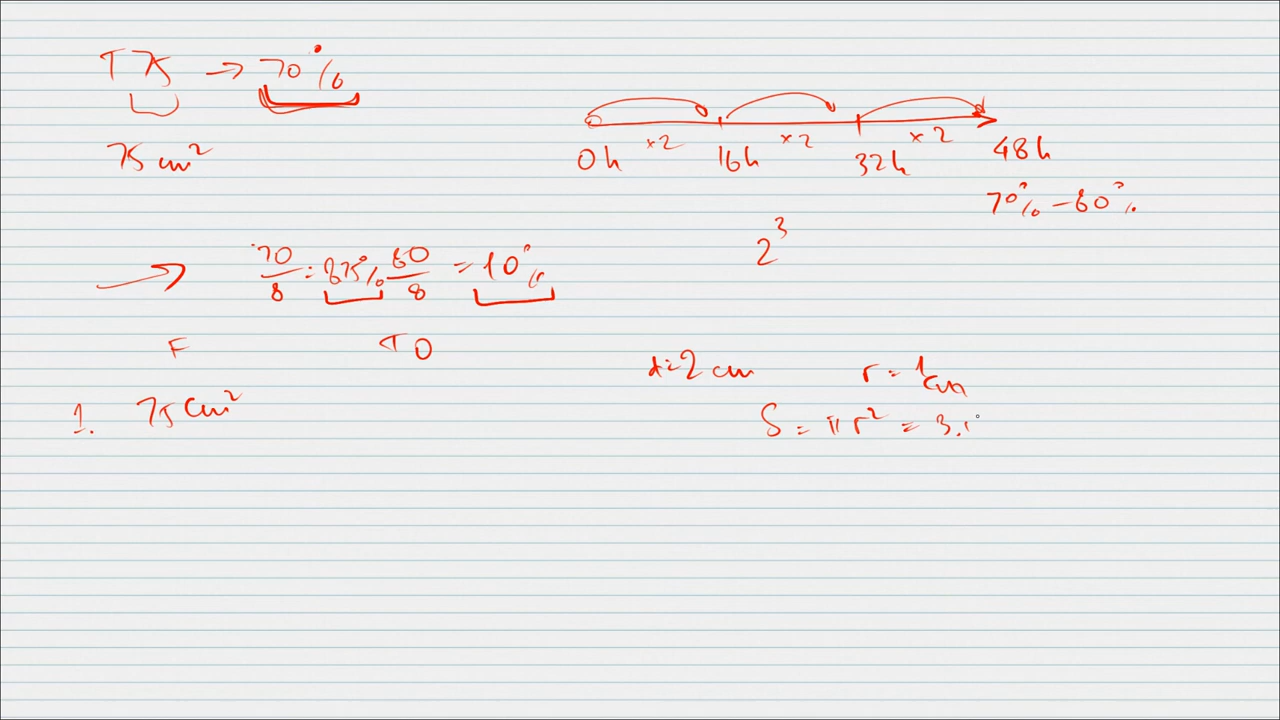 T75 → 70%
75 cm²
0h ×2 16h ×2 32h ×2 48h
70% – 80%
2³
70/8 = 8.75% 80/8 = 10%
F T0
d = 2 cm r = 1 cm
1. 75 cm²
S = πr² = 3.1